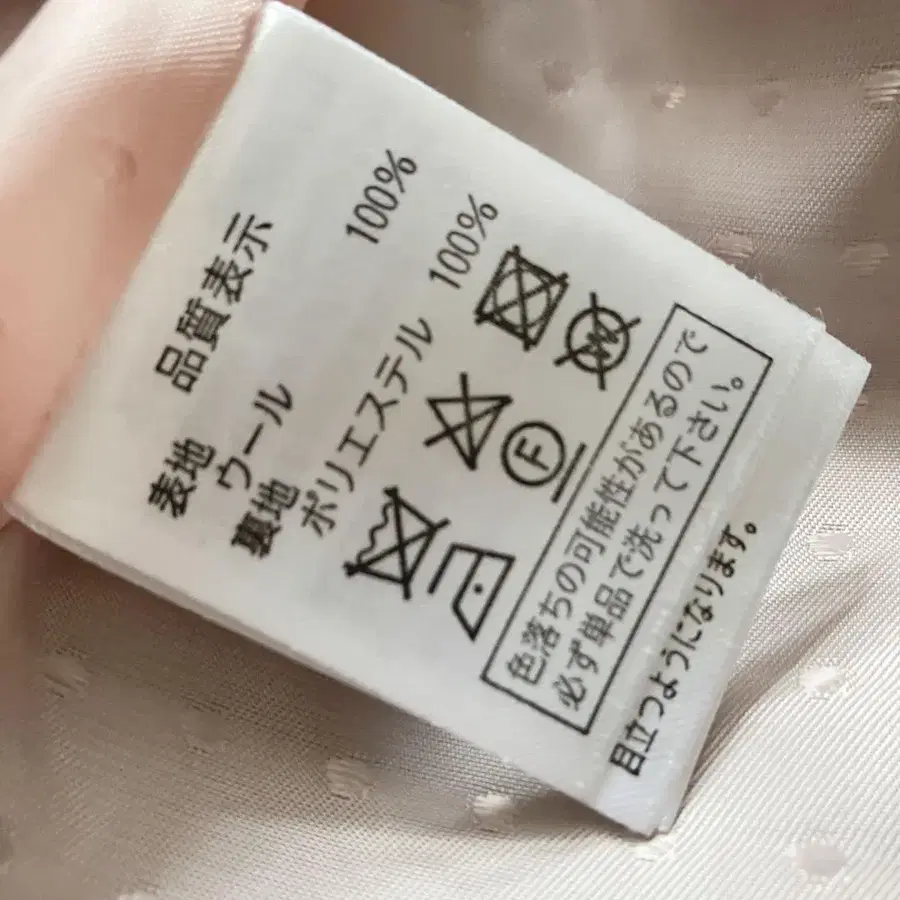 品質表示
表地
ウール 100%
裏地
ポリエステル 100%
W
F
色落ちの可能性があるので
必ず単品で洗って下さい。
目立つようになります。